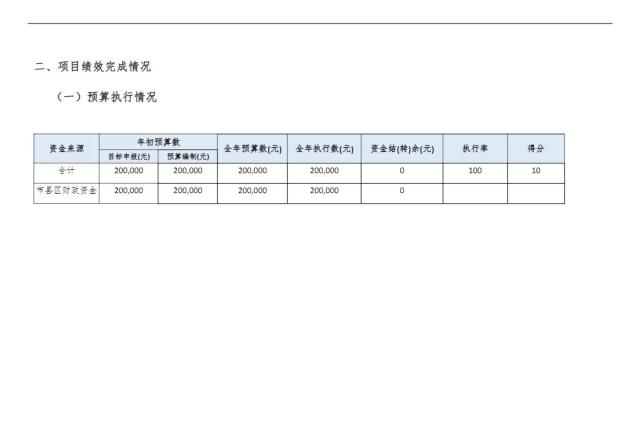 二、项目绩效完成情况
（一）预算执行情况
资金来源 年初预算数 全年预算数(元) 全年执行数(元) 资金结(转)余(元) 执行率 得分
目标申报(元) 预算编制(元)
合计 200,000 200,000 200,000 200,000 0 100 10
市县区财政资金 200,000 200,000 200,000 200,000 0